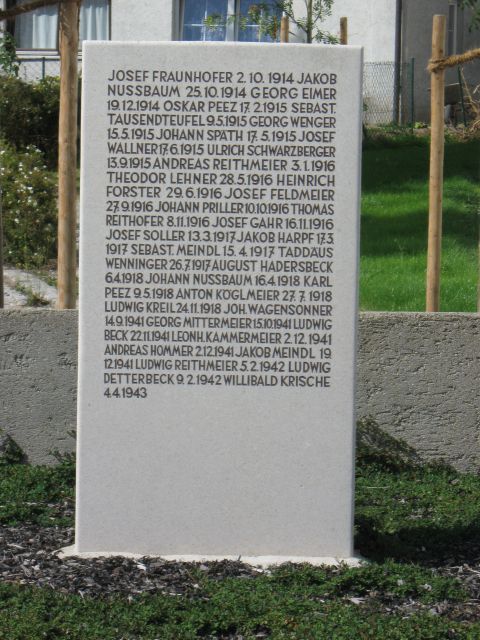 JOSEF FRAUNHOFER 2.10.1914 JAKOB
NUSSBAUM 25.10.1914 GEORG EIMER
19.12.1914 OSKAR PEEZ 17.2.1915 SEBAST.
TAUSENDTEUFEL 9.5.1915 GEORG WENGER
15.5.1915 JOHANN SPÄTH 17.5.1915 JOSEF
WALLNER 17.6.1915 ULRICH SCHWARZBERGER
13.9.1915 ANDREAS REITHMEIER 3.1.1916
THEODOR LEHNER 28.5.1916 HEINRICH
FORSTER 29.6.1916 JOSEF FELDMEIER
27.9.1916 JOHANN PRILLER 10.10.1916 THOMAS
REITHOFER 8.11.1916 JOSEF GAHR 16.11.1916
JOSEF SOLLER 13.3.1917 JAKOB HARPF 17.3.
1917 SEBAST. MEINDL 15.4.1917 TADDÄUS
WENNINGER 26.7.1917 AUGUST HADERSBECK
6.4.1918 JOHANN NUSSBAUM 16.4.1918 KARL
PEEZ 9.5.1918 ANTON KÖGLMEIER 27.7.1918
LUDWIG KREIL 24.11.1918 JOH. WAGENSONNER
14.9.1941 GEORG MITTERMEIER 15.10.1941 LUDWIG
BECK 22.11.1941 LEONH. KAMMERMEIER 2.12.1941
ANDREAS HOMMER 2.12.1941 JAKOB MEINDL 19.
12.1941 LUDWIG REITHMEIER 5.2.1942 LUDWIG
DETTERBECK 9.2.1942 WILLIBALD KRISCHE
4.4.1943